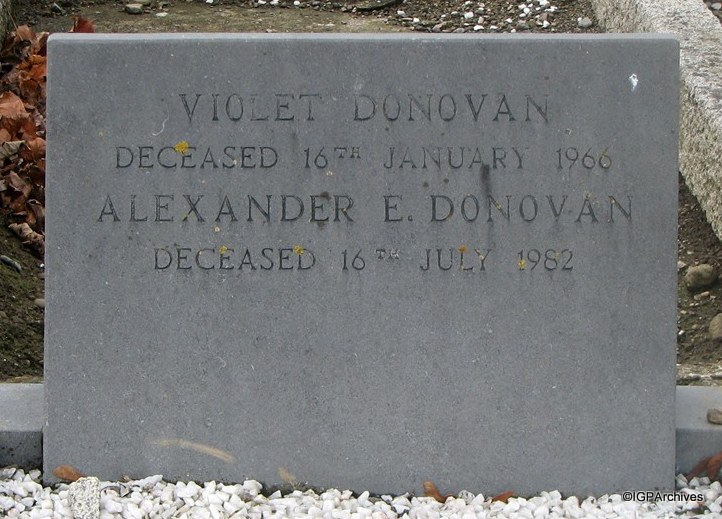 VIOLET DONOVAN
DECEASED 16TH JANUARY 1966
ALEXANDER E. DONOVAN
DECEASED 16TH JULY 1982
©IGPArchives